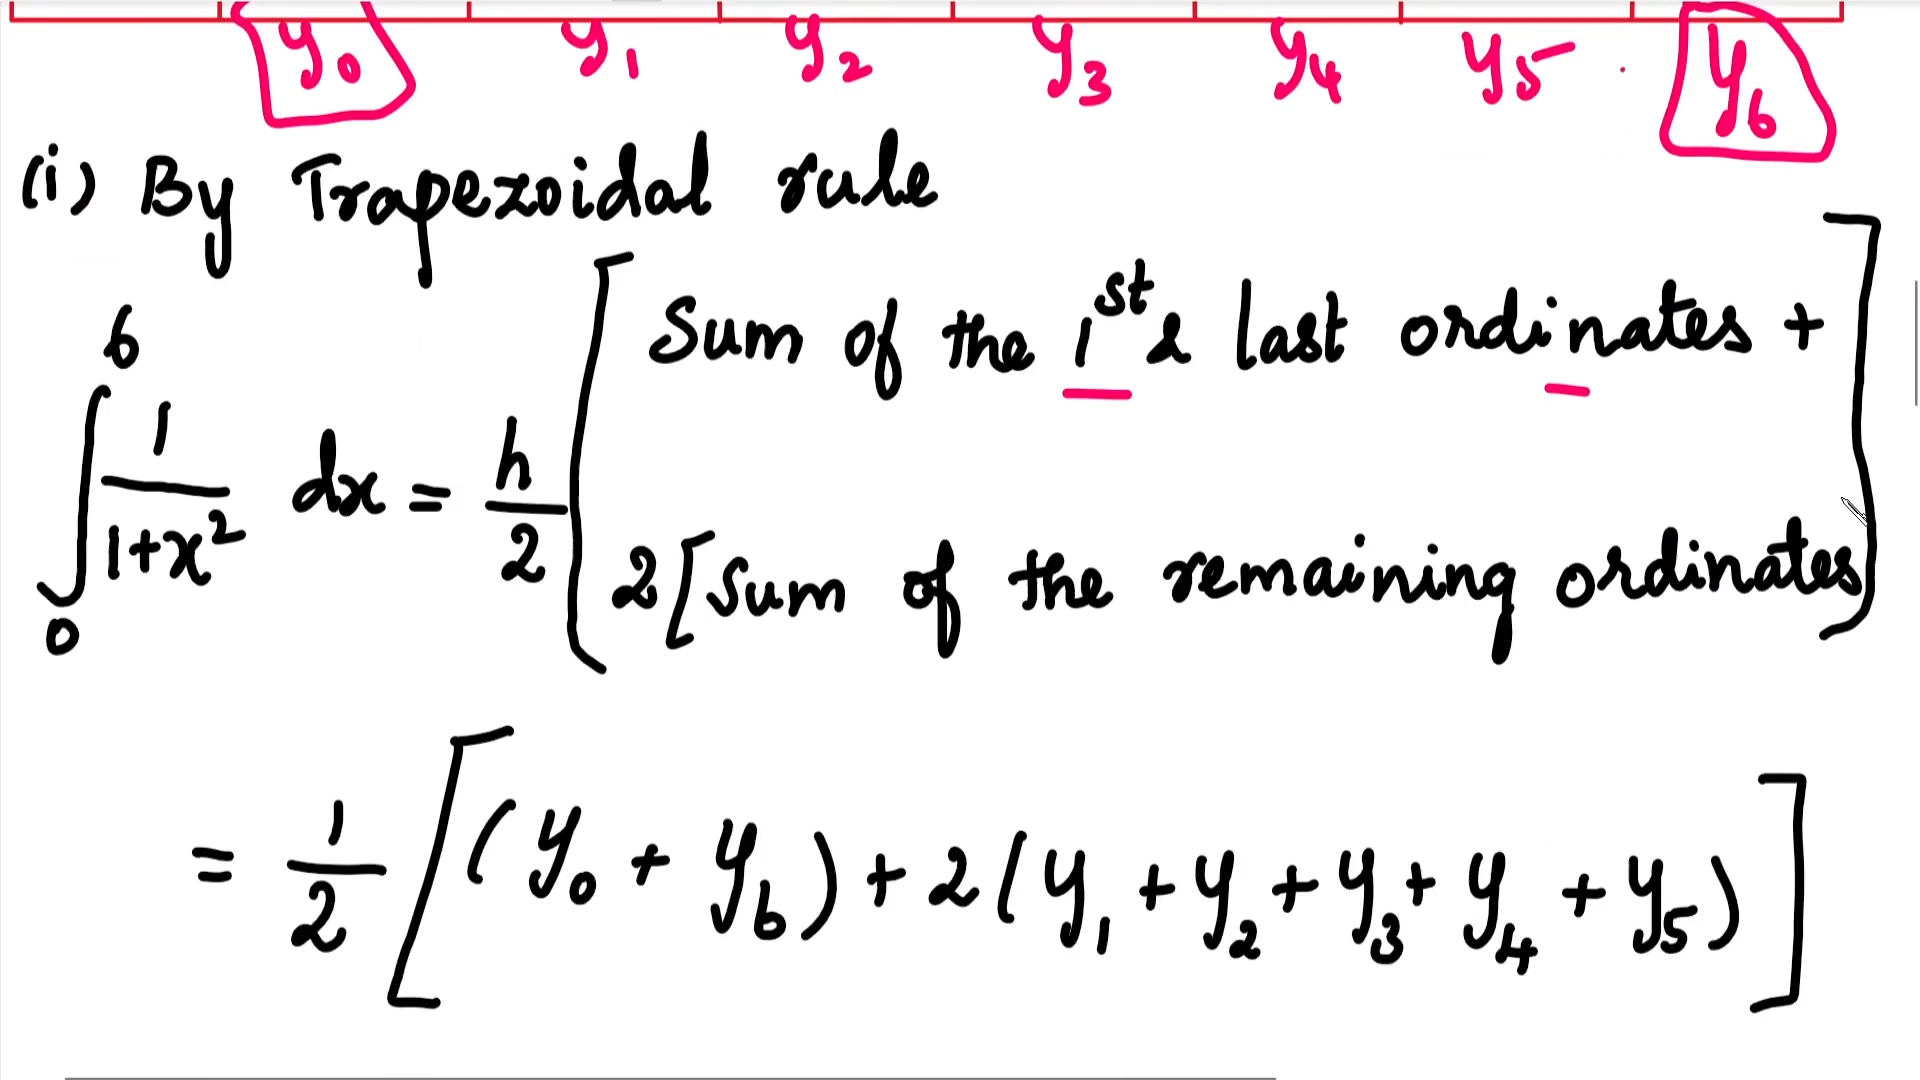 y₀ y₁ y₂ y₃ y₄ y₅ y₆
(i) By Trapezoidal rule
∫₀⁶ 1/(1+x²) dx = h/2 [Sum of the 1ˢᵗ & last ordinates +
2[Sum of the remaining ordinates]
= 1/2 [(y₀ + y₆) + 2(y₁ + y₂ + y₃ + y₄ + y₅)]